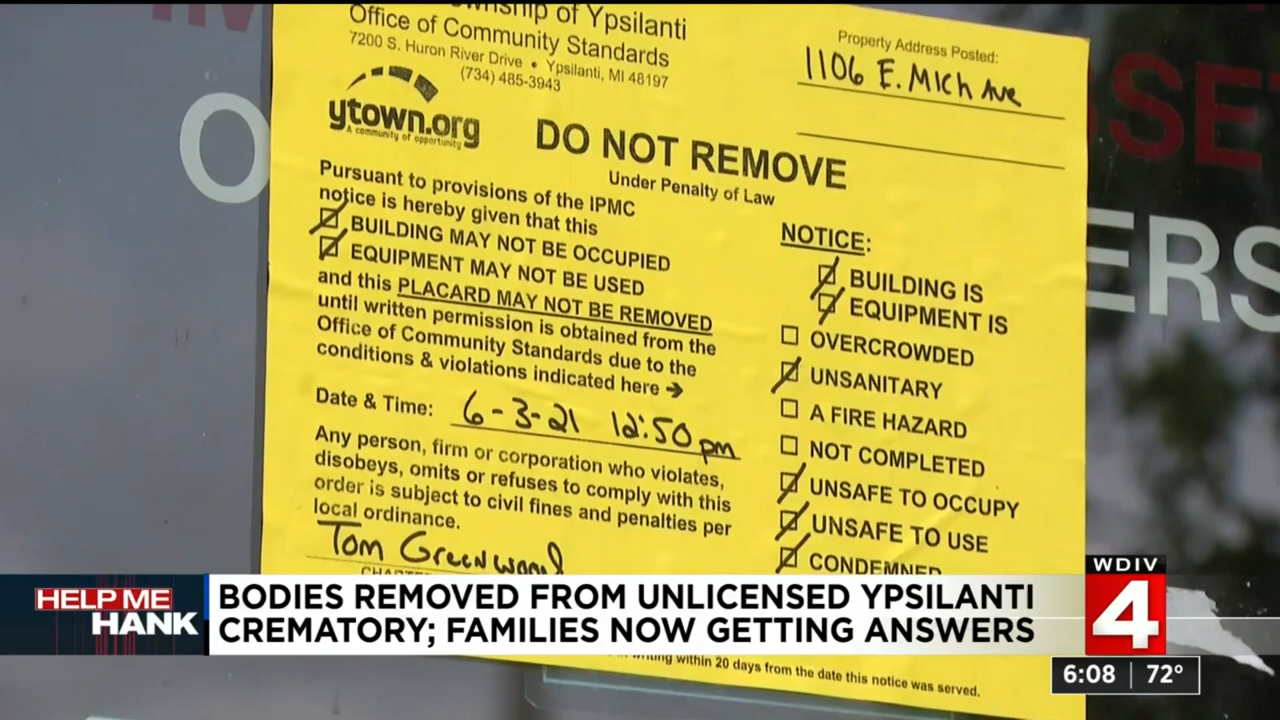 ship of Ypsilanti
Office of Community Standards
7200 S. Huron River Drive • Ypsilanti, MI 48197
(734) 485-3943
ytown.org
A community of opportunity
Property Address Posted:
1106 E. Mich Ave
DO NOT REMOVE
Under Penalty of Law
Pursuant to provisions of the IPMC
notice is hereby given that this
BUILDING MAY NOT BE OCCUPIED
EQUIPMENT MAY NOT BE USED
and this PLACARD MAY NOT BE REMOVED
until written permission is obtained from the
Office of Community Standards due to the
conditions & violations indicated here →
Date & Time: 6-3-21 12:50pm
Any person, firm or corporation who violates,
disobeys, omits or refuses to comply with this
order is subject to civil fines and penalties per
local ordinance.
Tom Greenwood
NOTICE:
BUILDING IS
EQUIPMENT IS
OVERCROWDED
UNSANITARY
A FIRE HAZARD
NOT COMPLETED
UNSAFE TO OCCUPY
UNSAFE TO USE
CONDEMNED
writing within 20 days from the date this notice was served.
O
SE
ERS
HELP ME
HANK
BODIES REMOVED FROM UNLICENSED YPSILANTI
CREMATORY; FAMILIES NOW GETTING ANSWERS
WDIV
4
6:08 72°